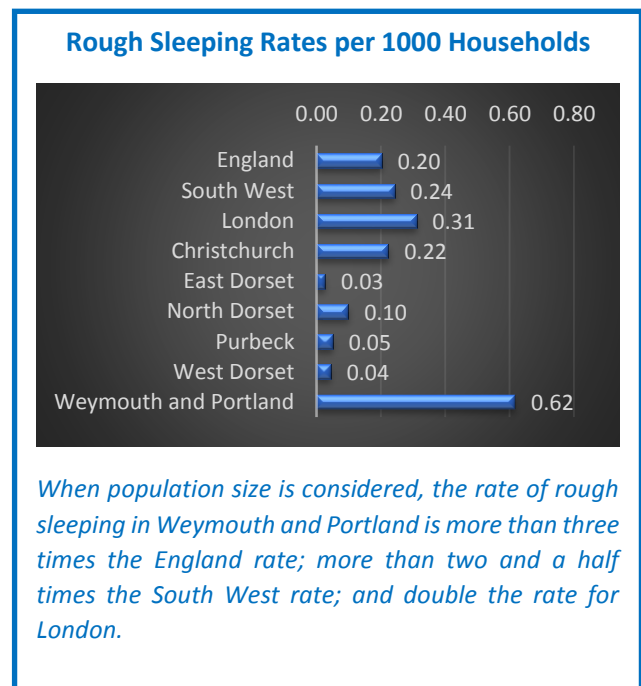 Rough Sleeping Rates per 1000 Households
0.00 0.20 0.40 0.60 0.80
England 0.20
South West 0.24
London 0.31
Christchurch 0.22
East Dorset 0.03
North Dorset 0.10
Purbeck 0.05
West Dorset 0.04
Weymouth and Portland 0.62
When population size is considered, the rate of rough
sleeping in Weymouth and Portland is more than three
times the England rate; more than two and a half
times the South West rate; and double the rate for
London.